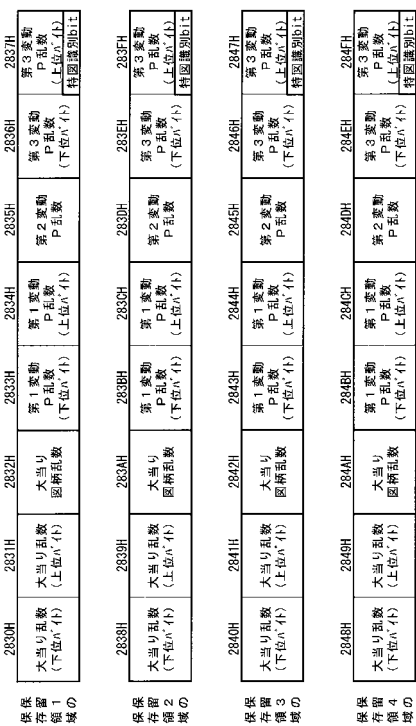 2830H 2831H 2832H 2833H 2834H 2835H 2836H 2837H
保留1の
保存領域
大当り乱数
(下位バイト)
大当り乱数
(上位バイト)
大当り
図柄乱数
第1変動
P乱数
(下位バイト)
第1変動
P乱数
(上位バイト)
第2変動
P乱数
第3変動
P乱数
(下位バイト)
第3変動
P乱数
(上位バイト)
特図識別bit
2838H 2839H 283AH 283BH 283CH 283DH 283EH 283FH
保留2の
保存領域
大当り乱数
(下位バイト)
大当り乱数
(上位バイト)
大当り
図柄乱数
第1変動
P乱数
(下位バイト)
第1変動
P乱数
(上位バイト)
第2変動
P乱数
第3変動
P乱数
(下位バイト)
第3変動
P乱数
(上位バイト)
特図識別bit
2840H 2841H 2842H 2843H 2844H 2845H 2846H 2847H
保留3の
保存領域
大当り乱数
(下位バイト)
大当り乱数
(上位バイト)
大当り
図柄乱数
第1変動
P乱数
(下位バイト)
第1変動
P乱数
(上位バイト)
第2変動
P乱数
第3変動
P乱数
(下位バイト)
第3変動
P乱数
(上位バイト)
特図識別bit
2848H 2849H 284AH 284BH 284CH 284DH 284EH 284FH
保留4の
保存領域
大当り乱数
(下位バイト)
大当り乱数
(上位バイト)
大当り
図柄乱数
第1変動
P乱数
(下位バイト)
第1変動
P乱数
(上位バイト)
第2変動
P乱数
第3変動
P乱数
(下位バイト)
第3変動
P乱数
(上位バイト)
特図識別bit